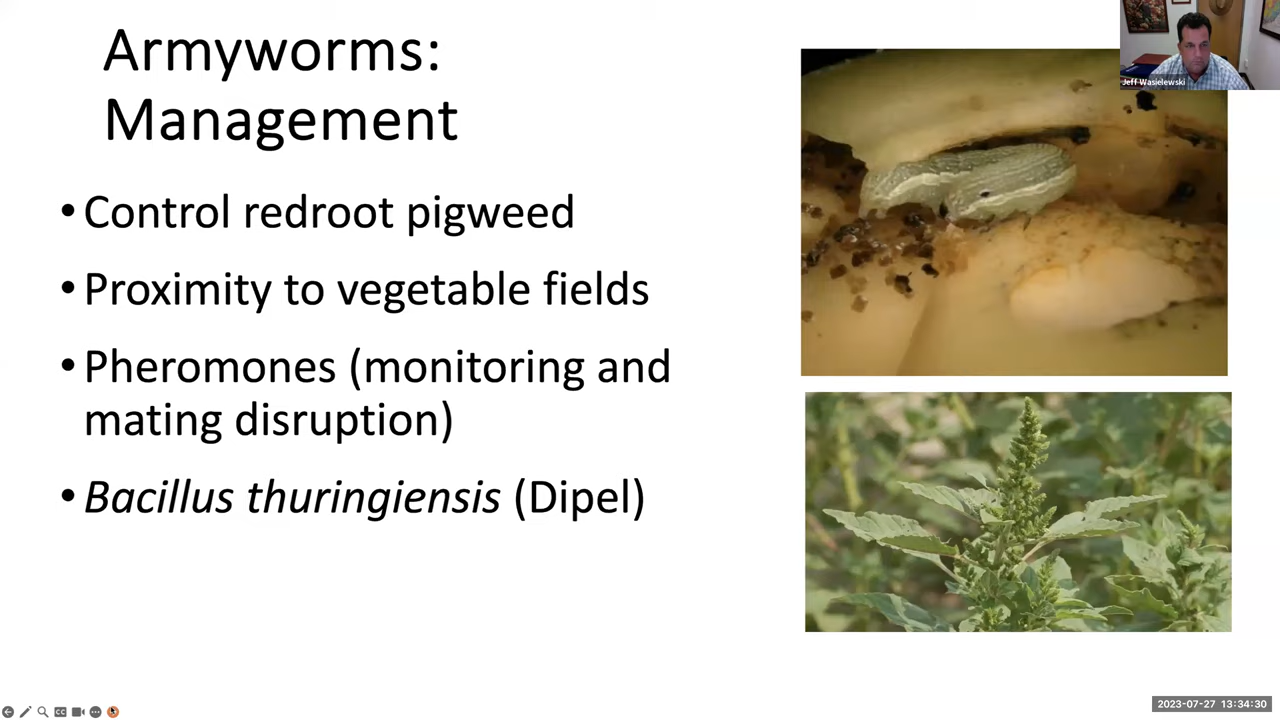 Armyworms:
Management
• Control redroot pigweed
• Proximity to vegetable fields
• Pheromones (monitoring and
mating disruption)
• Bacillus thuringiensis (Dipel)
Jeff Wasielewski
CC
2023-07-27 13:34:30